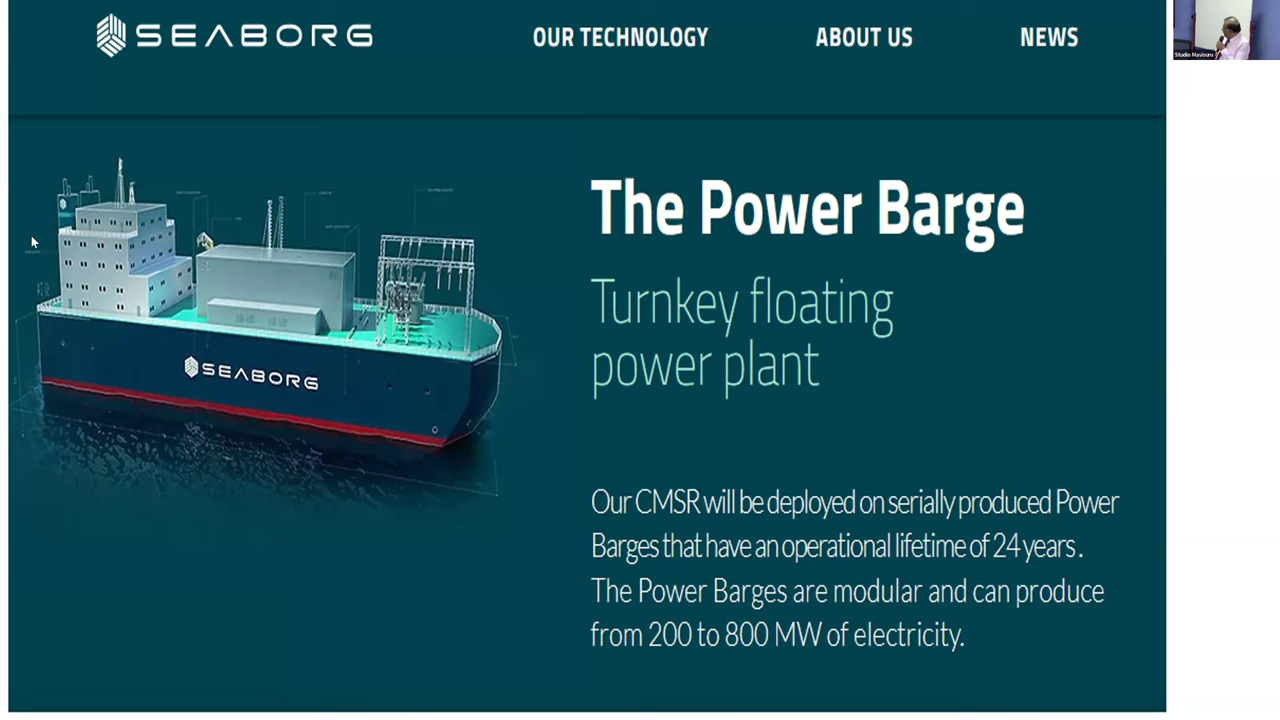 SEABORG
OUR TECHNOLOGY
ABOUT US
NEWS
Studio Mavisuru
The Power Barge
Turnkey floating
power plant
SEABORG
Our CMSR will be deployed on serially produced Power
Barges that have an operational lifetime of 24 years.
The Power Barges are modular and can produce
from 200 to 800 MW of electricity.